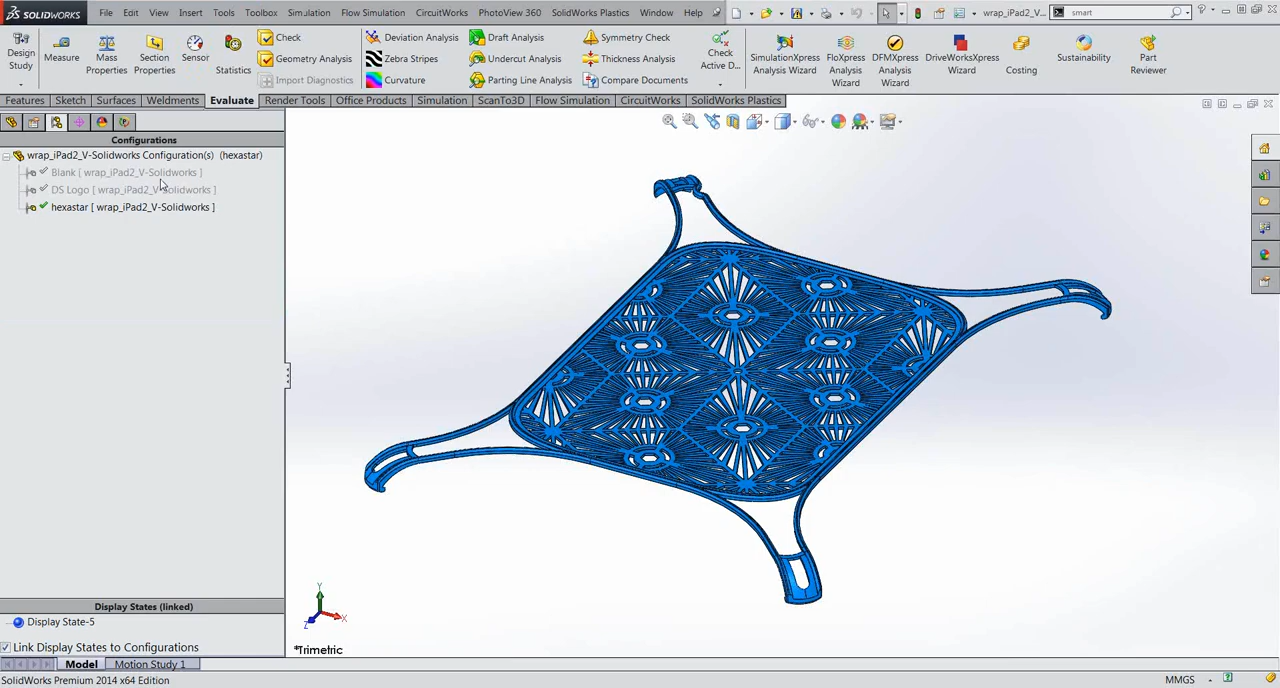 SOLIDWORKS File Edit View Insert Tools Toolbox Simulation Flow Simulation CircuitWorks PhotoView 360 SolidWorks Plastics Window Help wrap_iPad2_V... smart
Design Study
Measure
Mass Properties
Section Properties
Sensor
Statistics
Check
Geometry Analysis
Import Diagnostics
Deviation Analysis
Zebra Stripes
Curvature
Draft Analysis
Undercut Analysis
Parting Line Analysis
Symmetry Check
Thickness Analysis
Compare Documents
Check Active D...
SimulationXpress Analysis Wizard
FloXpress Analysis Wizard
DFMXpress Analysis Wizard
DriveWorksXpress Wizard
Costing
Sustainability
Part Reviewer
Features Sketch Surfaces Weldments Evaluate Render Tools Office Products Simulation ScanTo3D Flow Simulation CircuitWorks SolidWorks Plastics
Configurations
wrap_iPad2_V-Solidworks Configuration(s) (hexastar)
Blank [ wrap_iPad2_V-Solidworks ]
DS Logo [ wrap_iPad2_V-Solidworks ]
hexastar [ wrap_iPad2_V-Solidworks ]
Y
X
Z
*Trimetric
Display States (linked)
Display State-5
Link Display States to Configurations
Model Motion Study 1
SolidWorks Premium 2014 x64 Edition MMGS